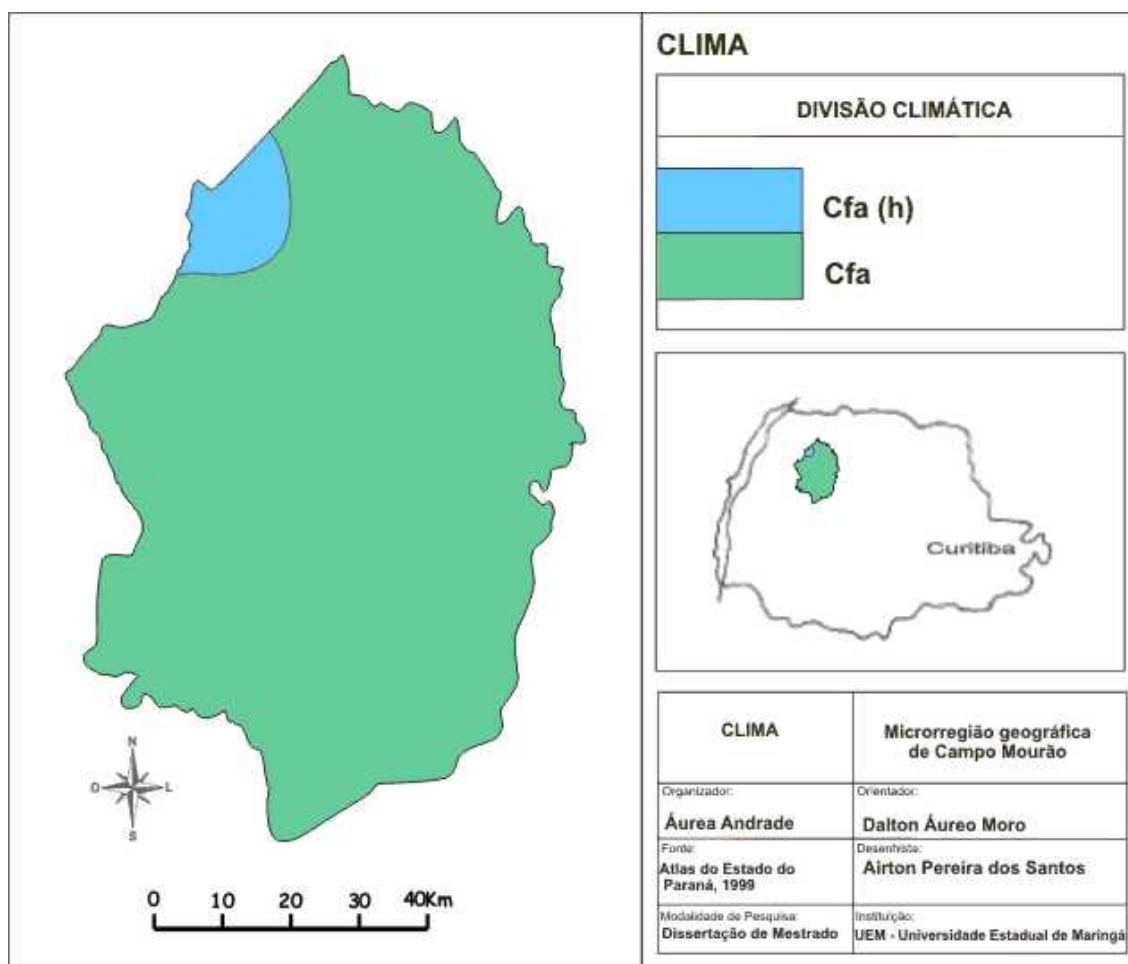 CLIMA
DIVISÃO CLIMÁTICA
Cfa (h)
Cfa
Curitiba
N
O L
S
0 10 20 30 40Km
CLIMA
Microrregião geográfica
de Campo Mourão
Organizador:
Áurea Andrade
Orientador:
Dalton Áureo Moro
Fonte:
Atlas do Estado do
Paraná, 1999
Desenhista:
Airton Pereira dos Santos
Modalidade de Pesquisa:
Dissertação de Mestrado
Instituição:
UEM - Universidade Estadual de Maringá